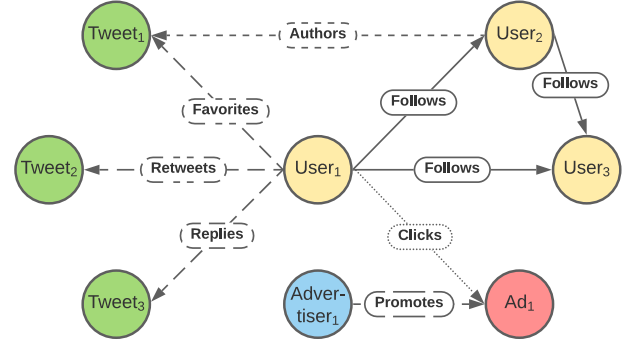 Tweet₁
Authors
User₂
Favorites
Follows
Follows
Tweet₂
Retweets
User₁
Follows
User₃
Replies
Clicks
Tweet₃
Adver-
tiser₁
Promotes
Ad₁